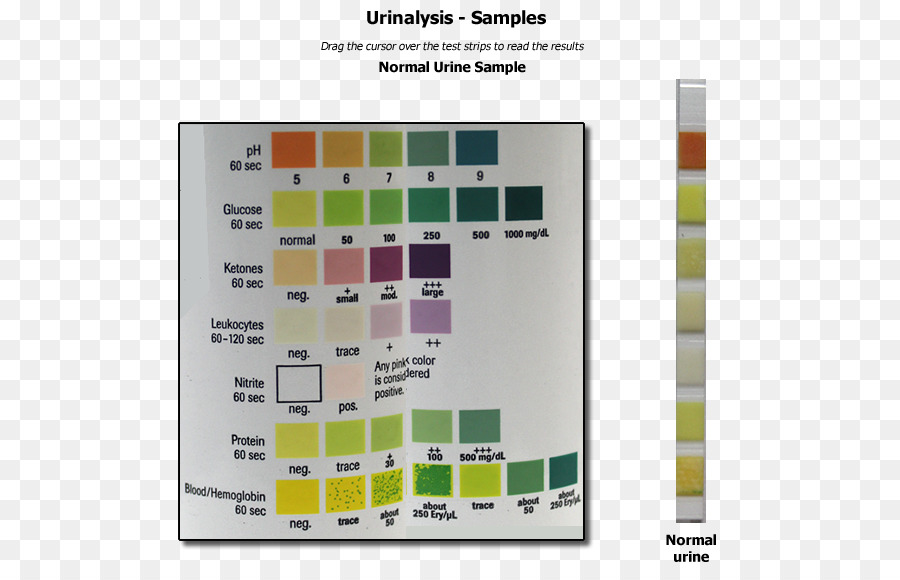 Urinalysis - Samples
Drag the cursor over the test strips to read the results
Normal Urine Sample
pH
60 sec
5 6 7 8 9
Glucose
60 sec
normal 50 100 250 500 1000 mg/dL
Ketones
60 sec
neg. + small ++ mod. +++ large
Leukocytes
60-120 sec
neg. trace + ++
Any pink color
is considered
positive.
Nitrite
60 sec
neg. pos.
Protein
60 sec
neg. trace + 30 ++ 100 +++ 500 mg/dL
Blood/Hemoglobin
60 sec
neg. trace about 50 about 250 Ery/µL trace about 50 about 250 Ery/µL
Normal
urine